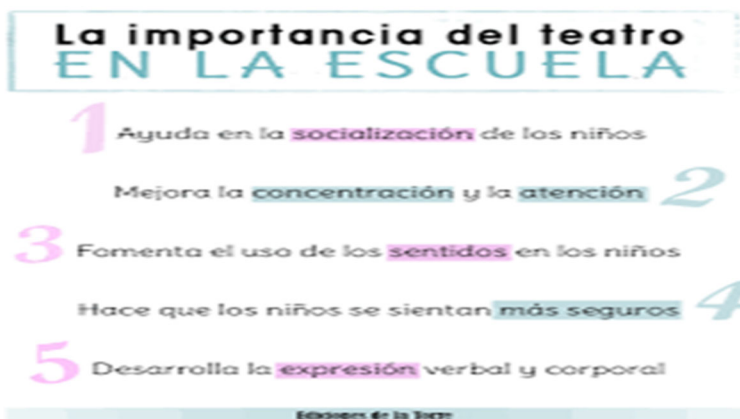 La importancia del teatro
EN LA ESCUELA
1 Ayuda en la socialización de los niños
Mejora la concentración y la atención 2
3 Fomenta el uso de los sentidos en los niños
Hace que los niños se sientan más seguros 4
5 Desarrolla la expresión verbal y corporal
Ediciones de la Torre